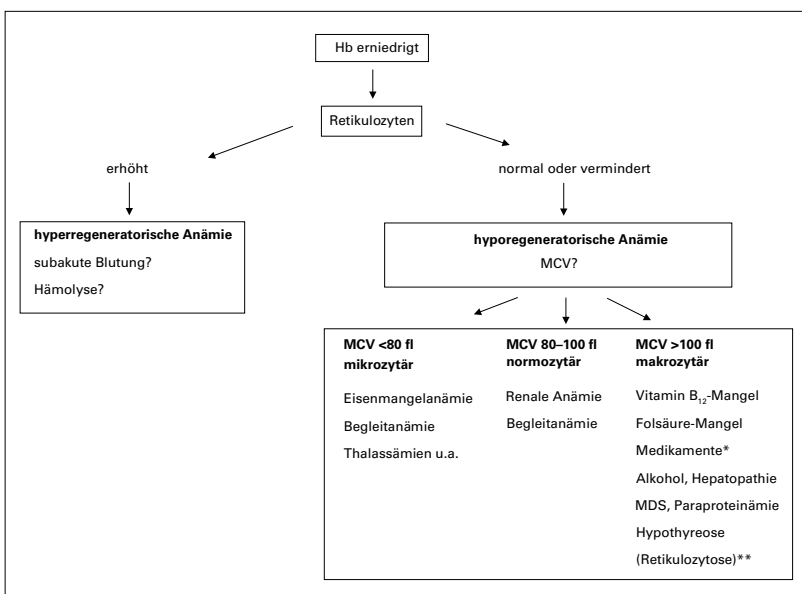 Hb erniedrigt
Retikulozyten
erhöht
normal oder vermindert
hyperregeneratorische Anämie
subakute Blutung?
Hämolyse?
hyporegeneratorische Anämie
MCV?
MCV <80 fl
mikrozytär
Eisenmangelanämie
Begleitanämie
Thalassämien u.a.
MCV 80–100 fl
normozytär
Renale Anämie
Begleitanämie
MCV >100 fl
makrozytär
Vitamin B₁₂-Mangel
Folsäure-Mangel
Medikamente*
Alkohol, Hepatopathie
MDS, Paraproteinämie
Hypothyreose
(Retikulozytose)**